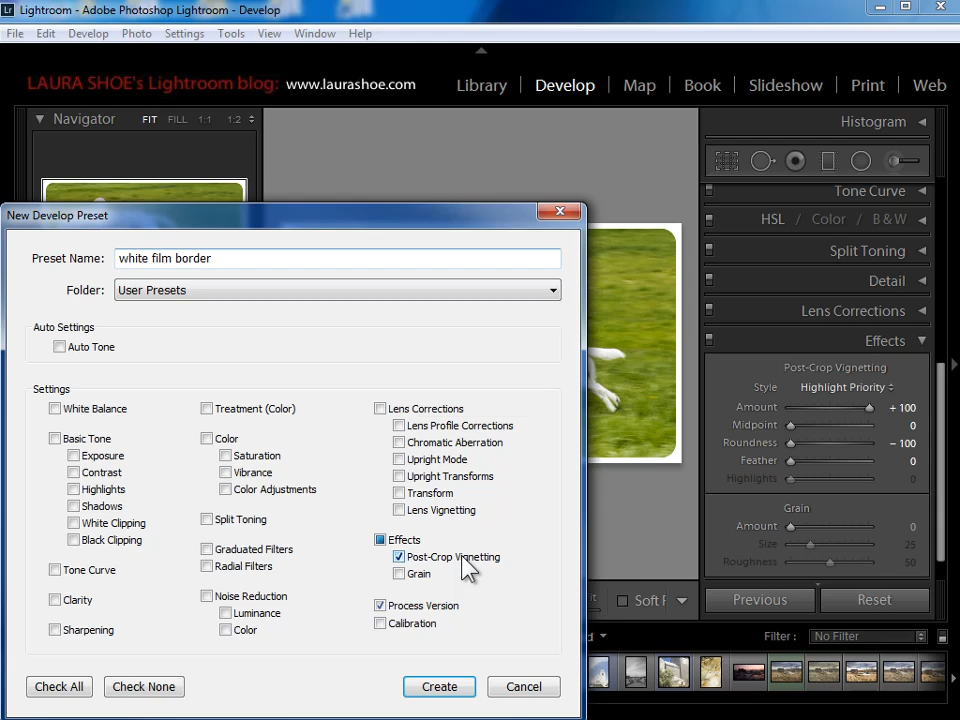 Lightroom - Adobe Photoshop Lightroom - Develop
File Edit Develop Photo Settings Tools View Window Help
LAURA SHOE's Lightroom blog: www.laurashoe.com
Library | Develop | Map | Book | Slideshow | Print | Web
Navigator FIT FILL 1:1 1:2
Histogram
Tone Curve
HSL / Color / B & W
Split Toning
Detail
Lens Corrections
Effects
Post-Crop Vignetting
Style Highlight Priority
Amount + 100
Midpoint 0
Roundness - 100
Feather 0
Highlights 0
Grain
Amount 0
Size 25
Roughness 50
Previous Reset
Soft
Filter : No Filter
New Develop Preset
Preset Name: white film border
Folder: User Presets
Auto Settings
Auto Tone
Settings
White Balance
Basic Tone
Exposure
Contrast
Highlights
Shadows
White Clipping
Black Clipping
Tone Curve
Clarity
Sharpening
Treatment (Color)
Color
Saturation
Vibrance
Color Adjustments
Split Toning
Graduated Filters
Radial Filters
Noise Reduction
Luminance
Color
Lens Corrections
Lens Profile Corrections
Chromatic Aberration
Upright Mode
Upright Transforms
Transform
Lens Vignetting
Effects
Post-Crop Vignetting
Grain
Process Version
Calibration
Check All Check None Create Cancel